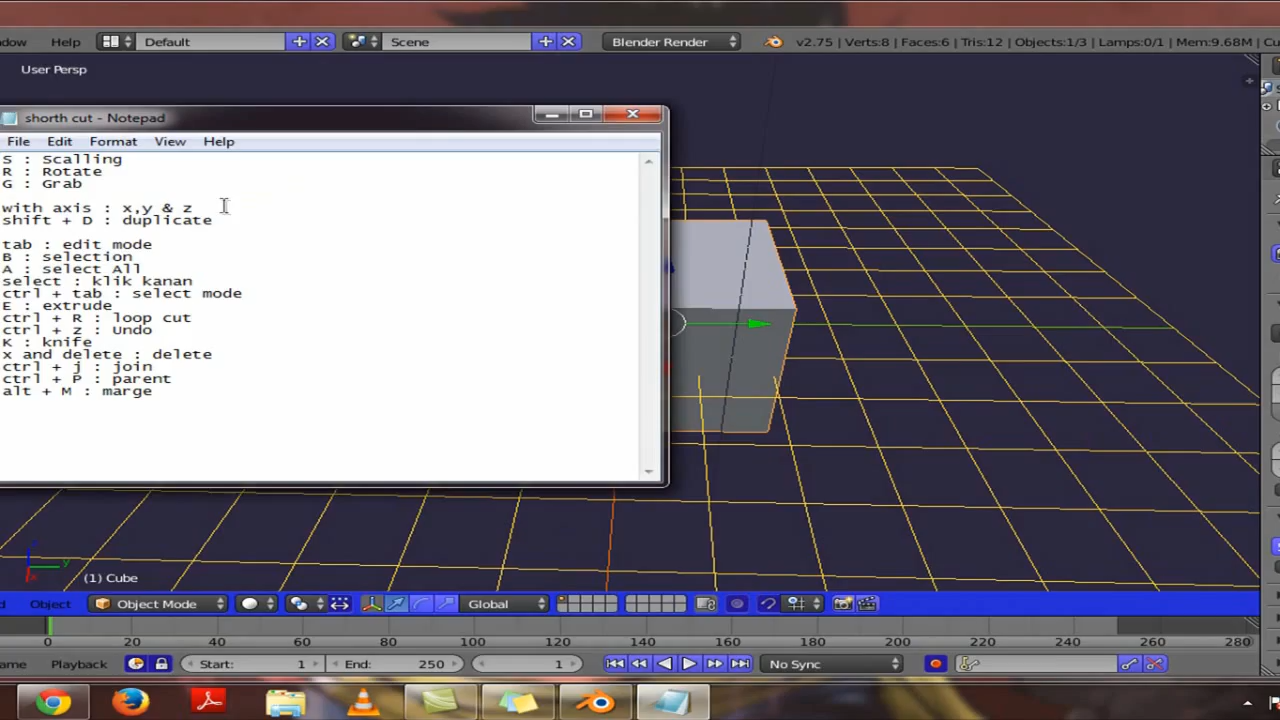 Help
Default
Scene
Blender Render
v2.75 | Verts:8 | Faces:6 | Tris:12 | Objects:1/3 | Lamps:0/1 | Mem:9.68M |
User Persp
shorth cut - Notepad
File Edit Format View Help
S : Scalling
R : Rotate
G : Grab
with axis : x,y & z
shift + D : duplicate
tab : edit mode
B : selection
A : select All
select : klik kanan
ctrl + tab : select mode
E : extrude
ctrl + R : loop cut
ctrl + z : Undo
K : knife
x and delete : delete
ctrl + j : join
ctrl + P : parent
alt + M : marge
z
y
x
(1) Cube
Object Object Mode Global
0 20 40 60 80 100 120 140 160 180 200 220 240 260 280
Playback Start: 1 End: 250 1 No Sync